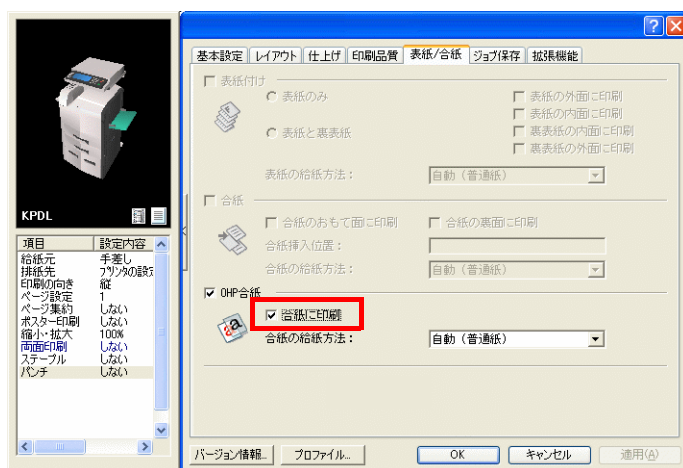 基本設定 レイアウト 仕上げ 印刷品質 表紙/合紙 ジョブ保存 拡張機能
表紙付け
表紙のみ 表紙の外面に印刷
表紙の内面に印刷
表紙と裏表紙 裏表紙の内面に印刷
裏表紙の外面に印刷
表紙の給紙方法： 自動（普通紙）
合紙
合紙のおもて面に印刷 合紙の裏面に印刷
合紙挿入位置：
合紙の給紙方法： 自動（普通紙）
OHP合紙
合紙に印刷
合紙の給紙方法： 自動（普通紙）
KPDL
項目 設定内容
給紙元 手差し
排紙先 プリンタの設定
印刷の向き 縦
ページ設定 1
ページ集約 しない
ポスター印刷 しない
縮小・拡大 100%
両面印刷 しない
ステープル しない
パンチ しない
バージョン情報... プロファイル... OK キャンセル 適用(A)